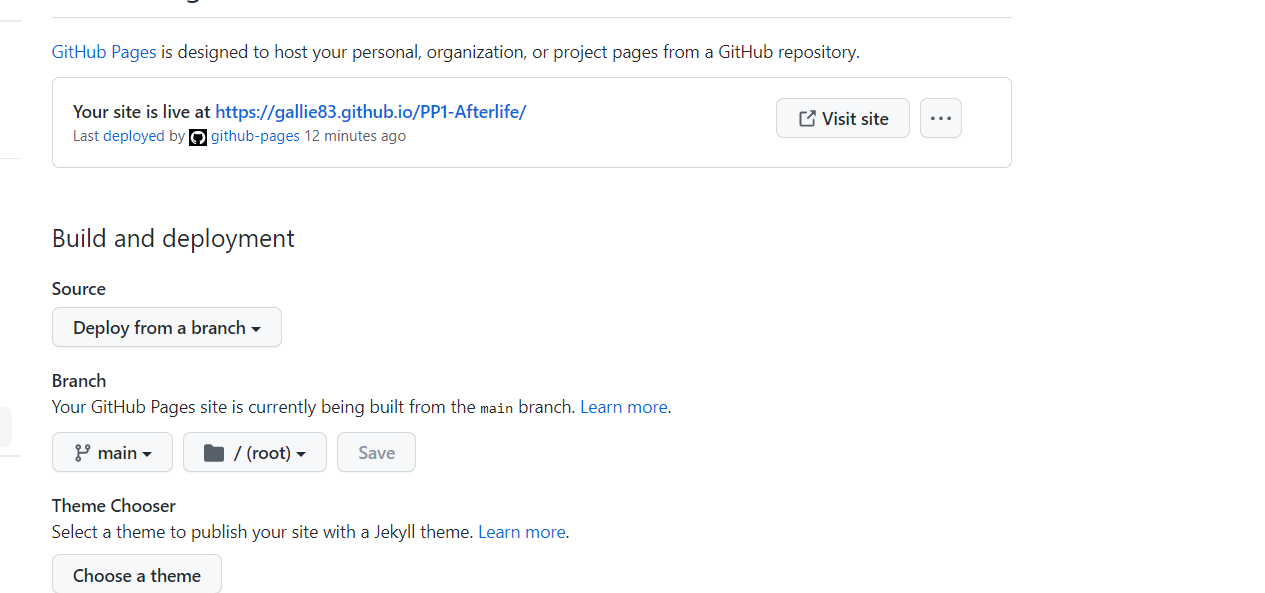 GitHub Pages is designed to host your personal, organization, or project pages from a GitHub repository.
Your site is live at https://gallie83.github.io/PP1-Afterlife/
Visit site
Last deployed by github-pages 12 minutes ago
Build and deployment
Source
Deploy from a branch
Branch
Your GitHub Pages site is currently being built from the main branch. Learn more.
main / (root) Save
Theme Chooser
Select a theme to publish your site with a Jekyll theme. Learn more.
Choose a theme